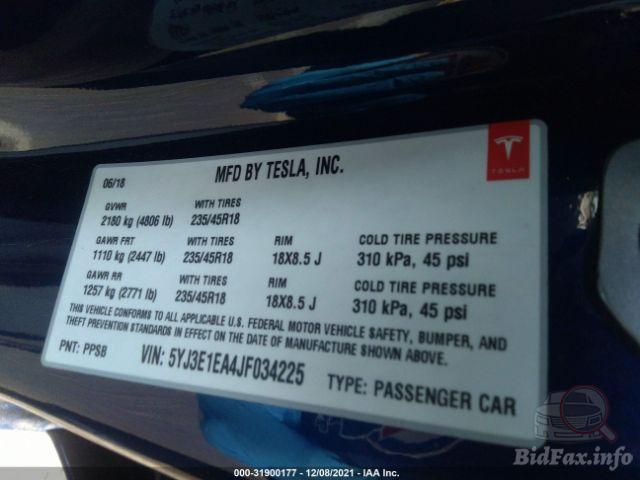 06/18
MFD BY TESLA, INC.
TESLA
GVWR
2180 kg (4806 lb)
WITH TIRES
235/45R18
GAWR FRT
1110 kg (2447 lb)
WITH TIRES
235/45R18
RIM
18X8.5 J
COLD TIRE PRESSURE
310 kPa, 45 psi
GAWR RR
1257 kg (2771 lb)
WITH TIRES
235/45R18
RIM
18X8.5 J
COLD TIRE PRESSURE
310 kPa, 45 psi
THIS VEHICLE CONFORMS TO ALL APPLICABLE U.S. FEDERAL MOTOR VEHICLE SAFETY, BUMPER, AND
THEFT PREVENTION STANDARDS IN EFFECT ON THE DATE OF MANUFACTURE SHOWN ABOVE.
PNT: PPSB
VIN: 5YJ3E1EA4JF034225
TYPE: PASSENGER CAR
BidFax.info
000-31900177 - 12/08/2021 - IAA Inc.